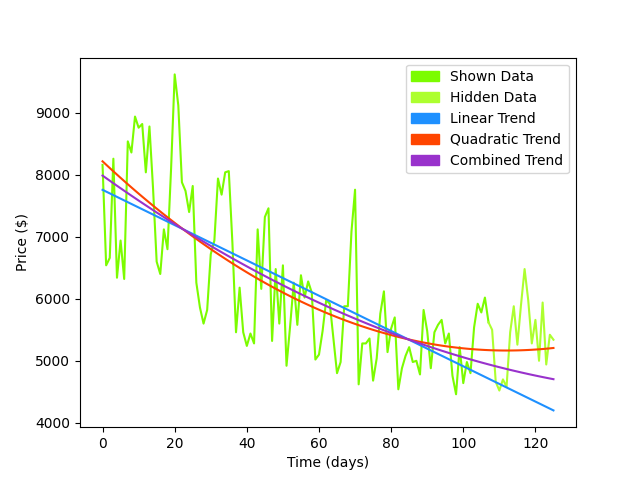 Shown Data
Hidden Data
Linear Trend
Quadratic Trend
Combined Trend
9000
8000
7000
6000
5000
4000
Price ($)
0 20 40 60 80 100 120
Time (days)